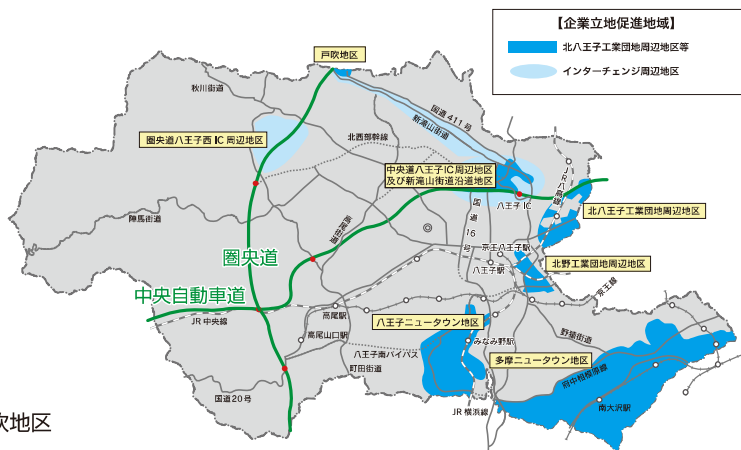 【企業立地促進地域】
北八王子工業団地周辺地区等
インターチェンジ周辺地区
戸吹地区
秋川街道
国道411号
新滝山街道
圏央道八王子西IC周辺地区
北西部幹線
中央道八王子IC周辺地区
及び新滝山街道沿道地区
JR八高線
八王子IC
陣馬街道
高尾街道
国道16号
北八王子工業団地周辺地区
京王八王子駅
圏央道
八王子駅
北野工業団地周辺地区
中央自動車道
京王線
JR中央線
高尾駅
八王子ニュータウン地区
高尾山口駅
みなみ野駅
野猿街道
八王子南バイパス
多摩ニュータウン地区
町田街道
府中相模原線
国道20号
JR横浜線
南大沢駅
吹地区